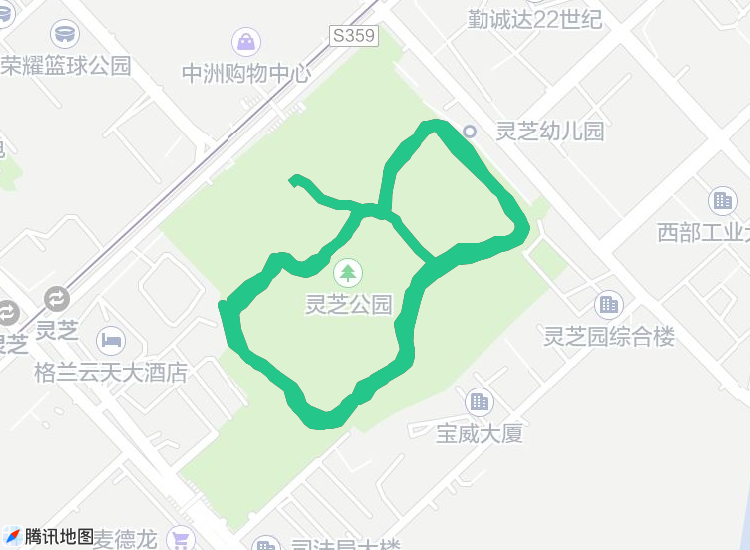 勤诚达22世纪
S359
荣耀篮球公园
中洲购物中心
灵芝幼儿园
西部工业
灵芝公园
灵芝
灵芝
灵芝园综合楼
格兰云天大酒店
宝威大厦
腾讯地图
麦德龙
司法局大楼